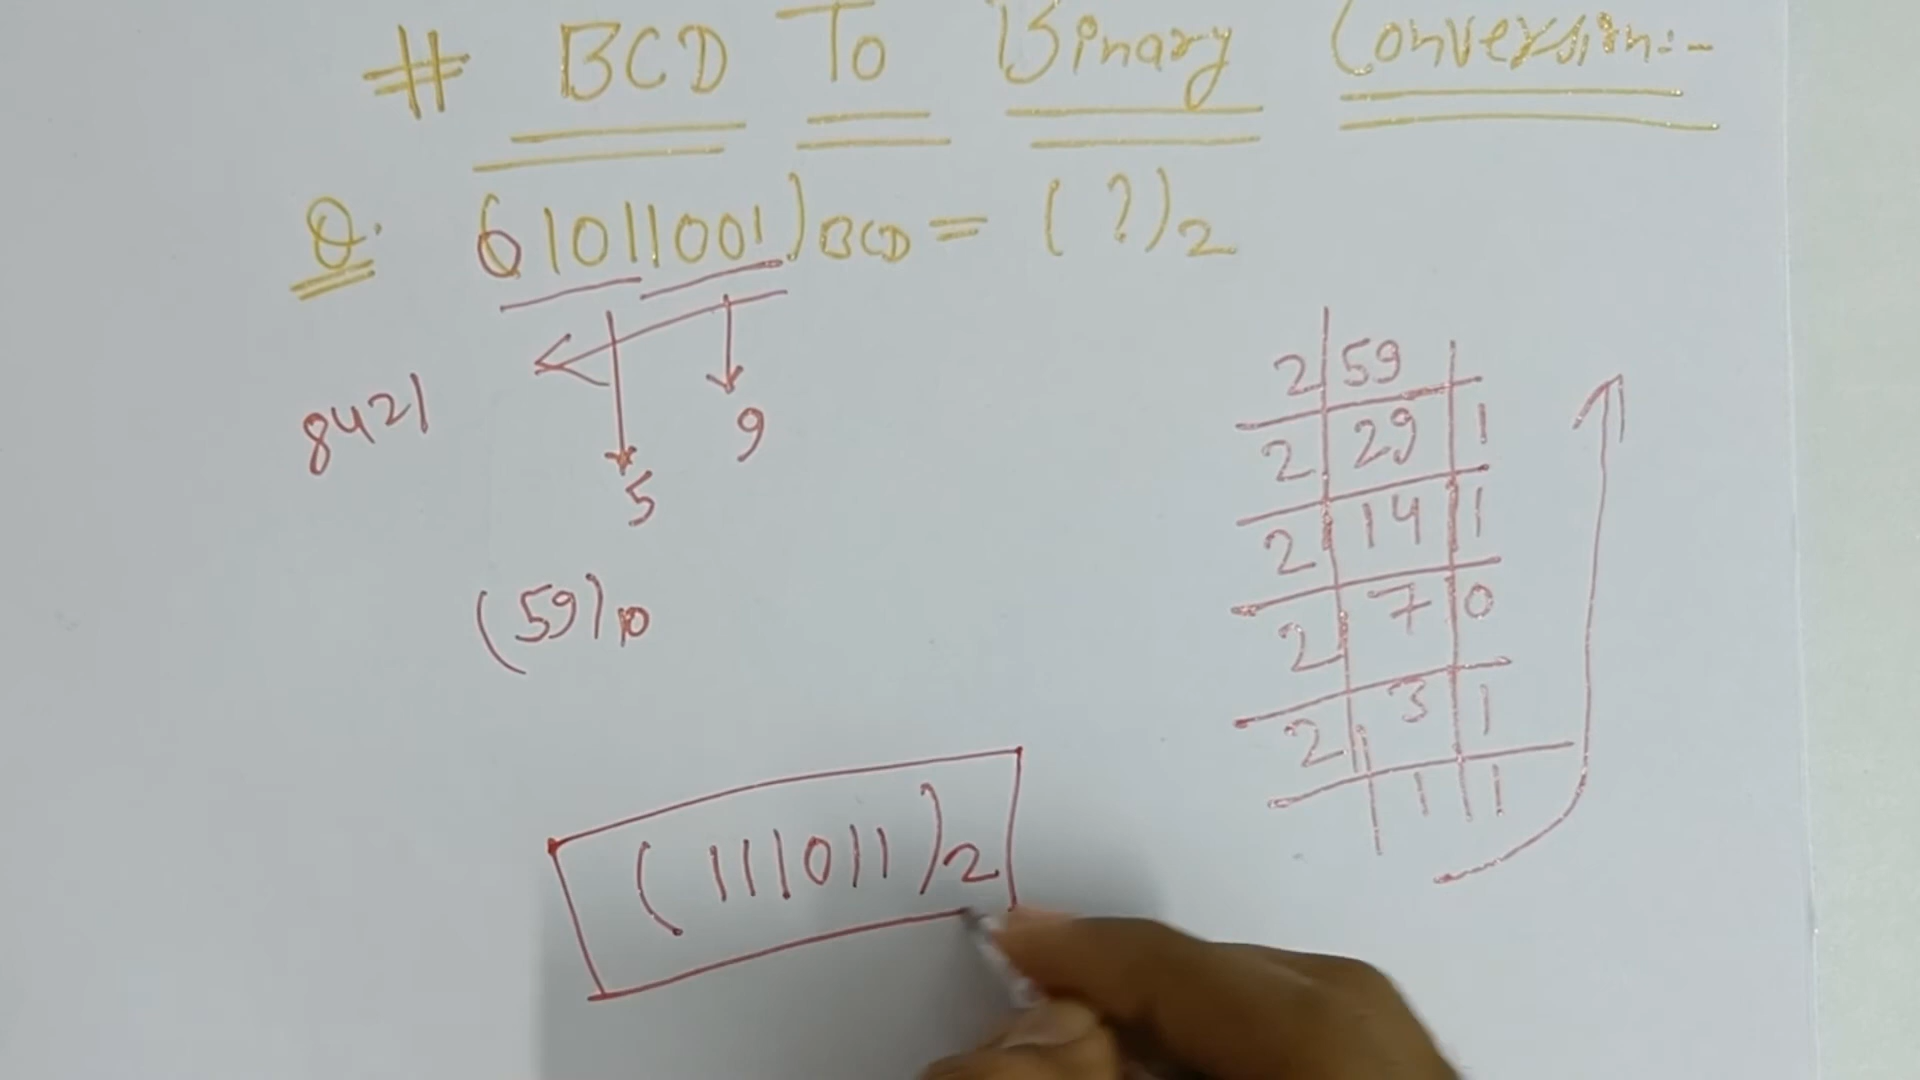 # BCD To Binary Conversion:-
Q. (01011001)BCD = (?)2
8421
5
9
(59)10
2 59
2 29 1
2 14 1
2 7 0
2 3 1
1 1
(111011)2